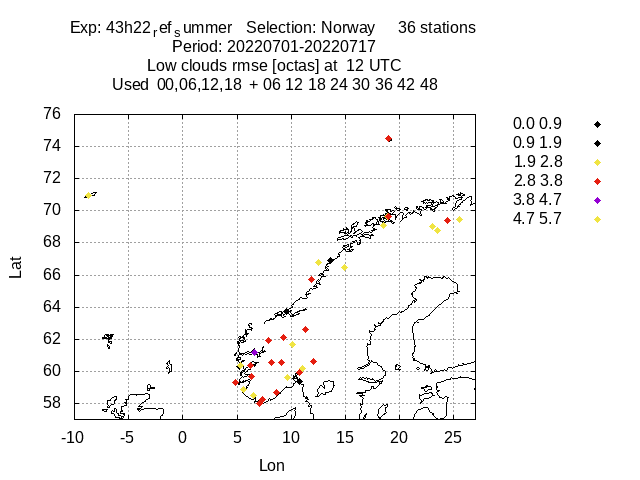 Exp: 43h22ref_summer Selection: Norway 36 stations
Period: 20220701-20220717
Low clouds rmse [octas] at 12 UTC
Used 00,06,12,18 + 06 12 18 24 30 36 42 48
76
74
72
70
68
66
64
62
60
58
Lat
-10 -5 0 5 10 15 20 25
Lon
0.0 0.9
0.9 1.9
1.9 2.8
2.8 3.8
3.8 4.7
4.7 5.7